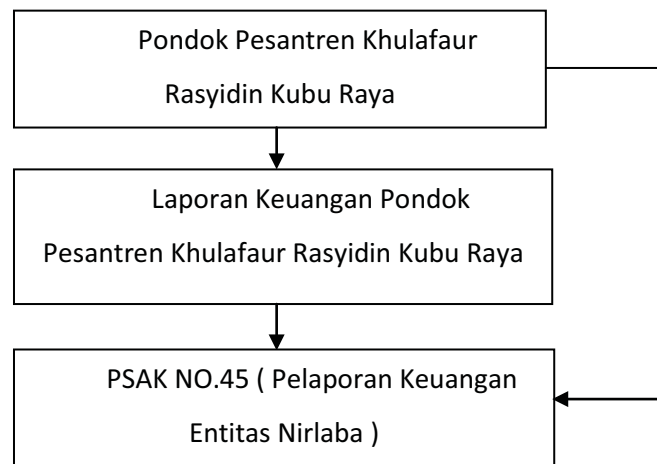 Pondok Pesantren Khulafaur
Rasyidin Kubu Raya
Laporan Keuangan Pondok
Pesantren Khulafaur Rasyidin Kubu Raya
PSAK NO.45 ( Pelaporan Keuangan
Entitas Nirlaba )